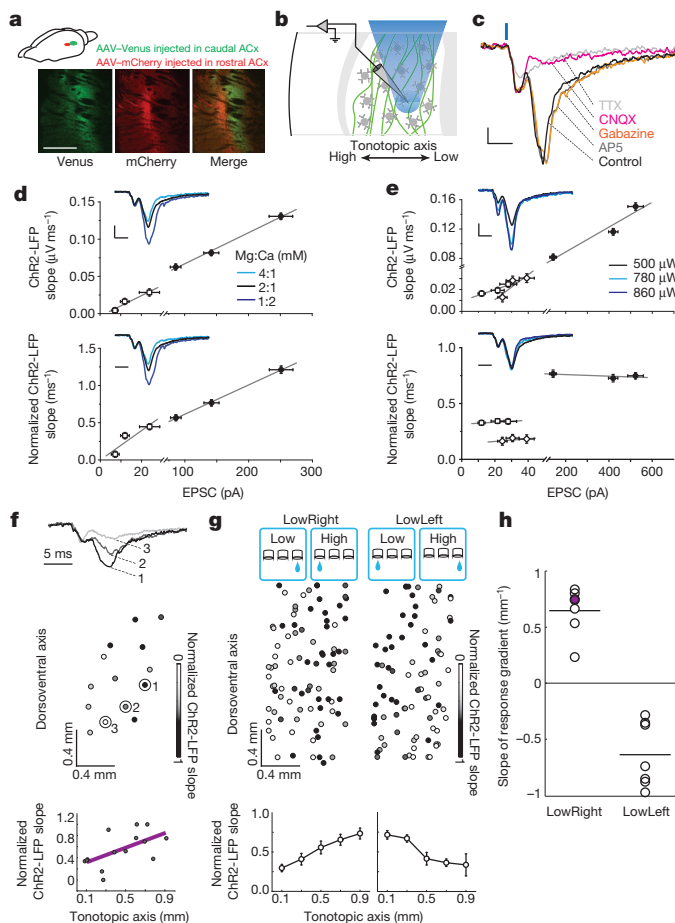 a
AAV–Venus injected in caudal ACx
AAV–mCherry injected in rostral ACx
Venus
mCherry
Merge
b
Tonotopic axis
High
Low
c
TTX
CNQX
Gabazine
AP5
Control
d
ChR2-LFP
slope (µV ms⁻¹)
0.15
0.10
0.05
0.00
Mg:Ca (mM)
4:1
2:1
1:2
Normalized ChR2-LFP
slope (ms⁻¹)
1.5
1.0
0.5
0.0
0
20
100
200
300
EPSC (pA)
e
ChR2-LFP
slope (µV ms⁻¹)
0.16
0.12
0.08
0.02
0.00
500 µW
780 µW
860 µW
Normalized ChR2-LFP
slope (ms⁻¹)
1.5
1.0
0.5
0.0
0
10
20
30
40
200
400
600
EPSC (pA)
f
5 ms
3
2
1
Dorsoventral axis
1
2
3
0.4 mm
0.4 mm
0
Normalized ChR2-LFP slope
1
Normalized
ChR2-LFP slope
1.2
0.8
0.4
0
0.1
0.5
0.9
Tonotopic axis (mm)
g
LowRight
LowLeft
Low
High
Low
High
Dorsoventral axis
0.4 mm
0.4 mm
0
Normalized ChR2-LFP slope
1
Normalized
ChR2-LFP slope
1.0
0.5
0.0
0.1
0.5
0.9
0.1
0.5
0.9
Tonotopic axis (mm)
h
Slope of response gradient (mm⁻¹)
1
0.5
0
−0.5
−1
LowRight
LowLeft